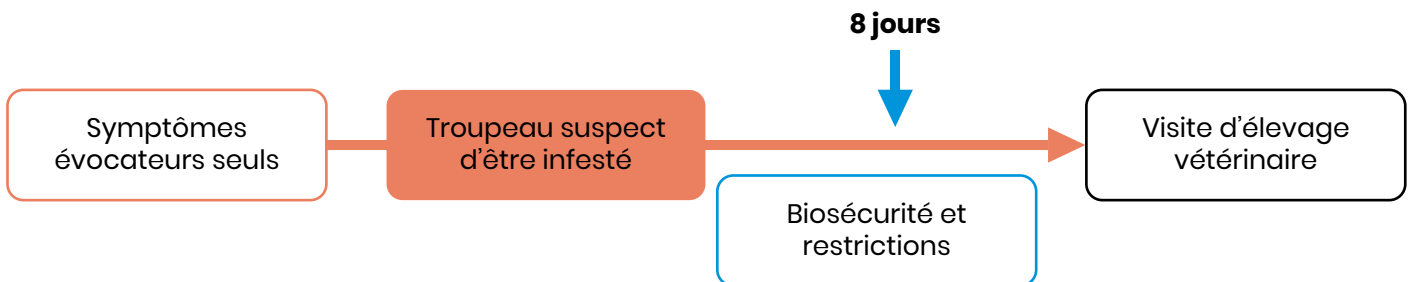 8 jours
Symptômes
évocateurs seuls
Troupeau suspect
d’être infesté
Visite d’élevage
vétérinaire
Biosécurité et
restrictions